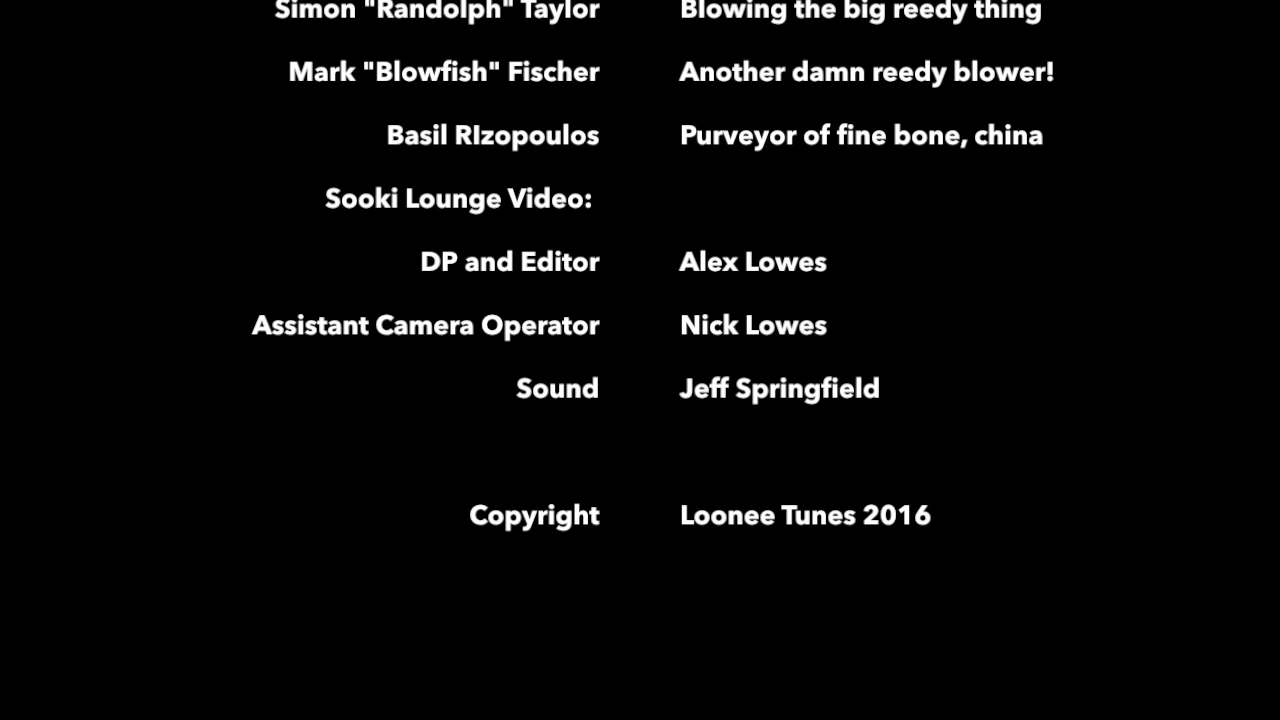 Simon "Randolph" Taylor Blowing the big reedy thing
Mark "Blowfish" Fischer Another damn reedy blower!
Basil RIzopoulos Purveyor of fine bone, china
Sooki Lounge Video:
DP and Editor Alex Lowes
Assistant Camera Operator Nick Lowes
Sound Jeff Springfield
Copyright Loonee Tunes 2016